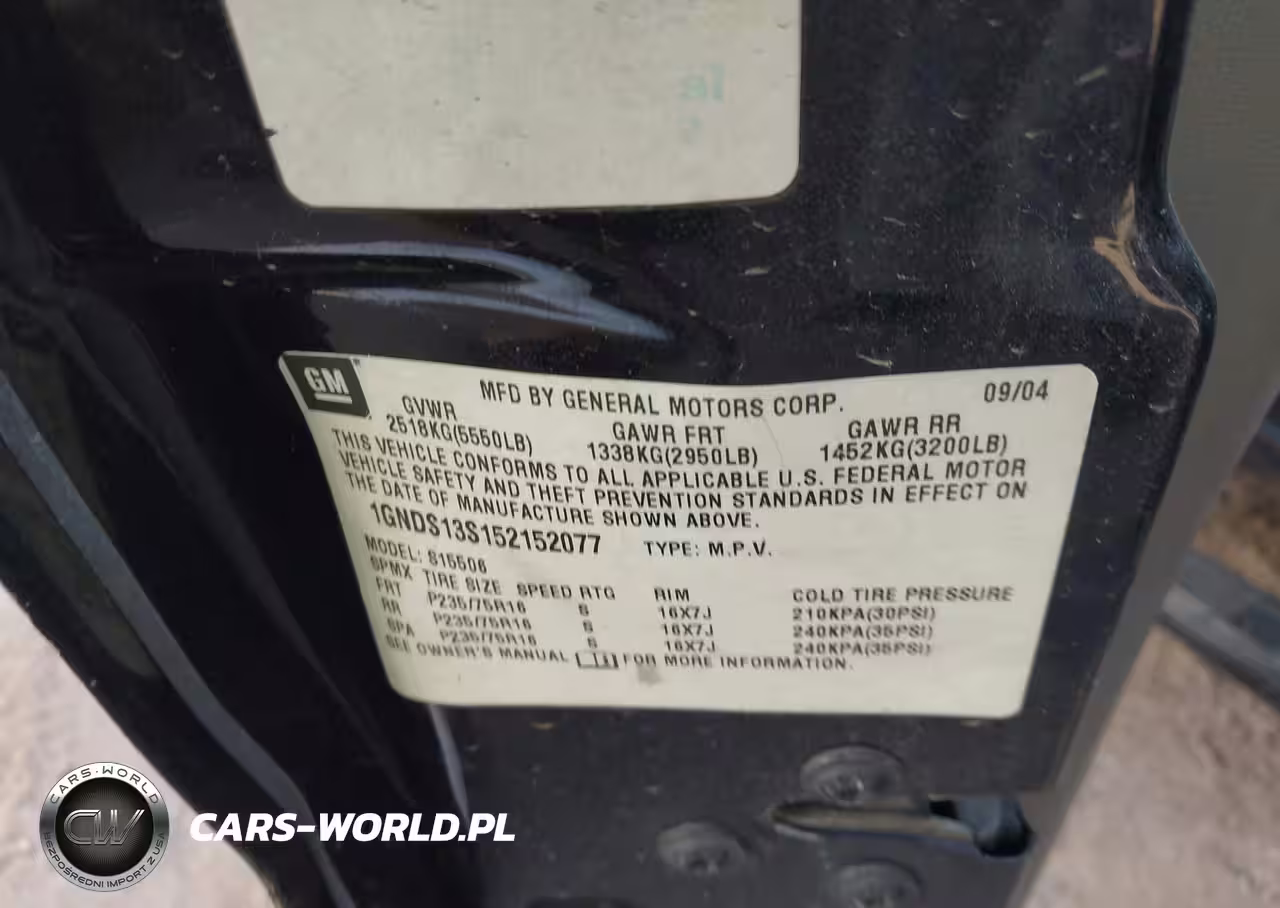 GM
MFD BY GENERAL MOTORS CORP.
09/04
GVWR
GAWR FRT
GAWR RR
2518KG(5550LB)
1338KG(2950LB)
1452KG(3200LB)
THIS VEHICLE CONFORMS TO ALL APPLICABLE U.S. FEDERAL MOTOR
VEHICLE SAFETY AND THEFT PREVENTION STANDARDS IN EFFECT ON
THE DATE OF MANUFACTURE SHOWN ABOVE.
1GNDS13S152152077 TYPE: M.P.V.
MODEL: S15506
SPMX TIRE SIZE SPEED RTG RIM COLD TIRE PRESSURE
FRT P235/75R16 S 16X7J 210KPA(30PSI)
RR P235/75R16 S 16X7J 240KPA(35PSI)
SPA P235/75R16 S 16X7J 240KPA(35PSI)
SEE OWNER'S MANUAL FOR MORE INFORMATION.
CARS-WORLD
CW
BEZPOŚREDNI IMPORT Z USA
CARS-WORLD.PL